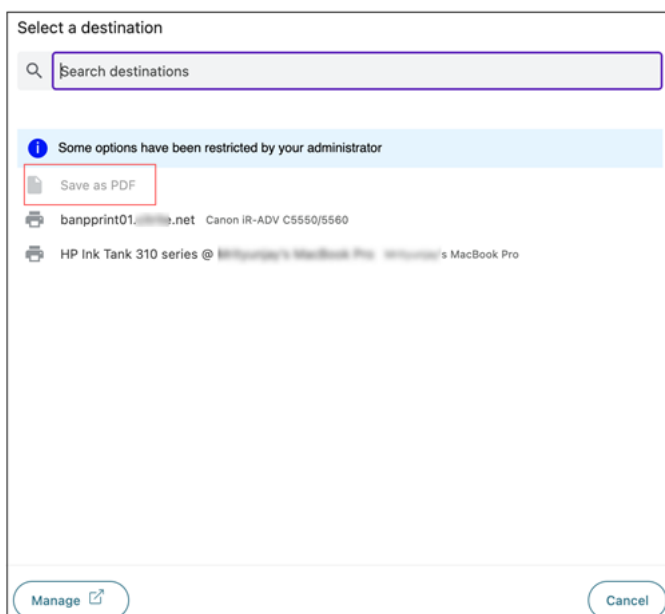 Select a destination
Search destinations
Some options have been restricted by your administrator
Save as PDF
banpprint01. .net Canon iR-ADV C5550/5560
HP Ink Tank 310 series @ 's MacBook Pro
Manage
Cancel